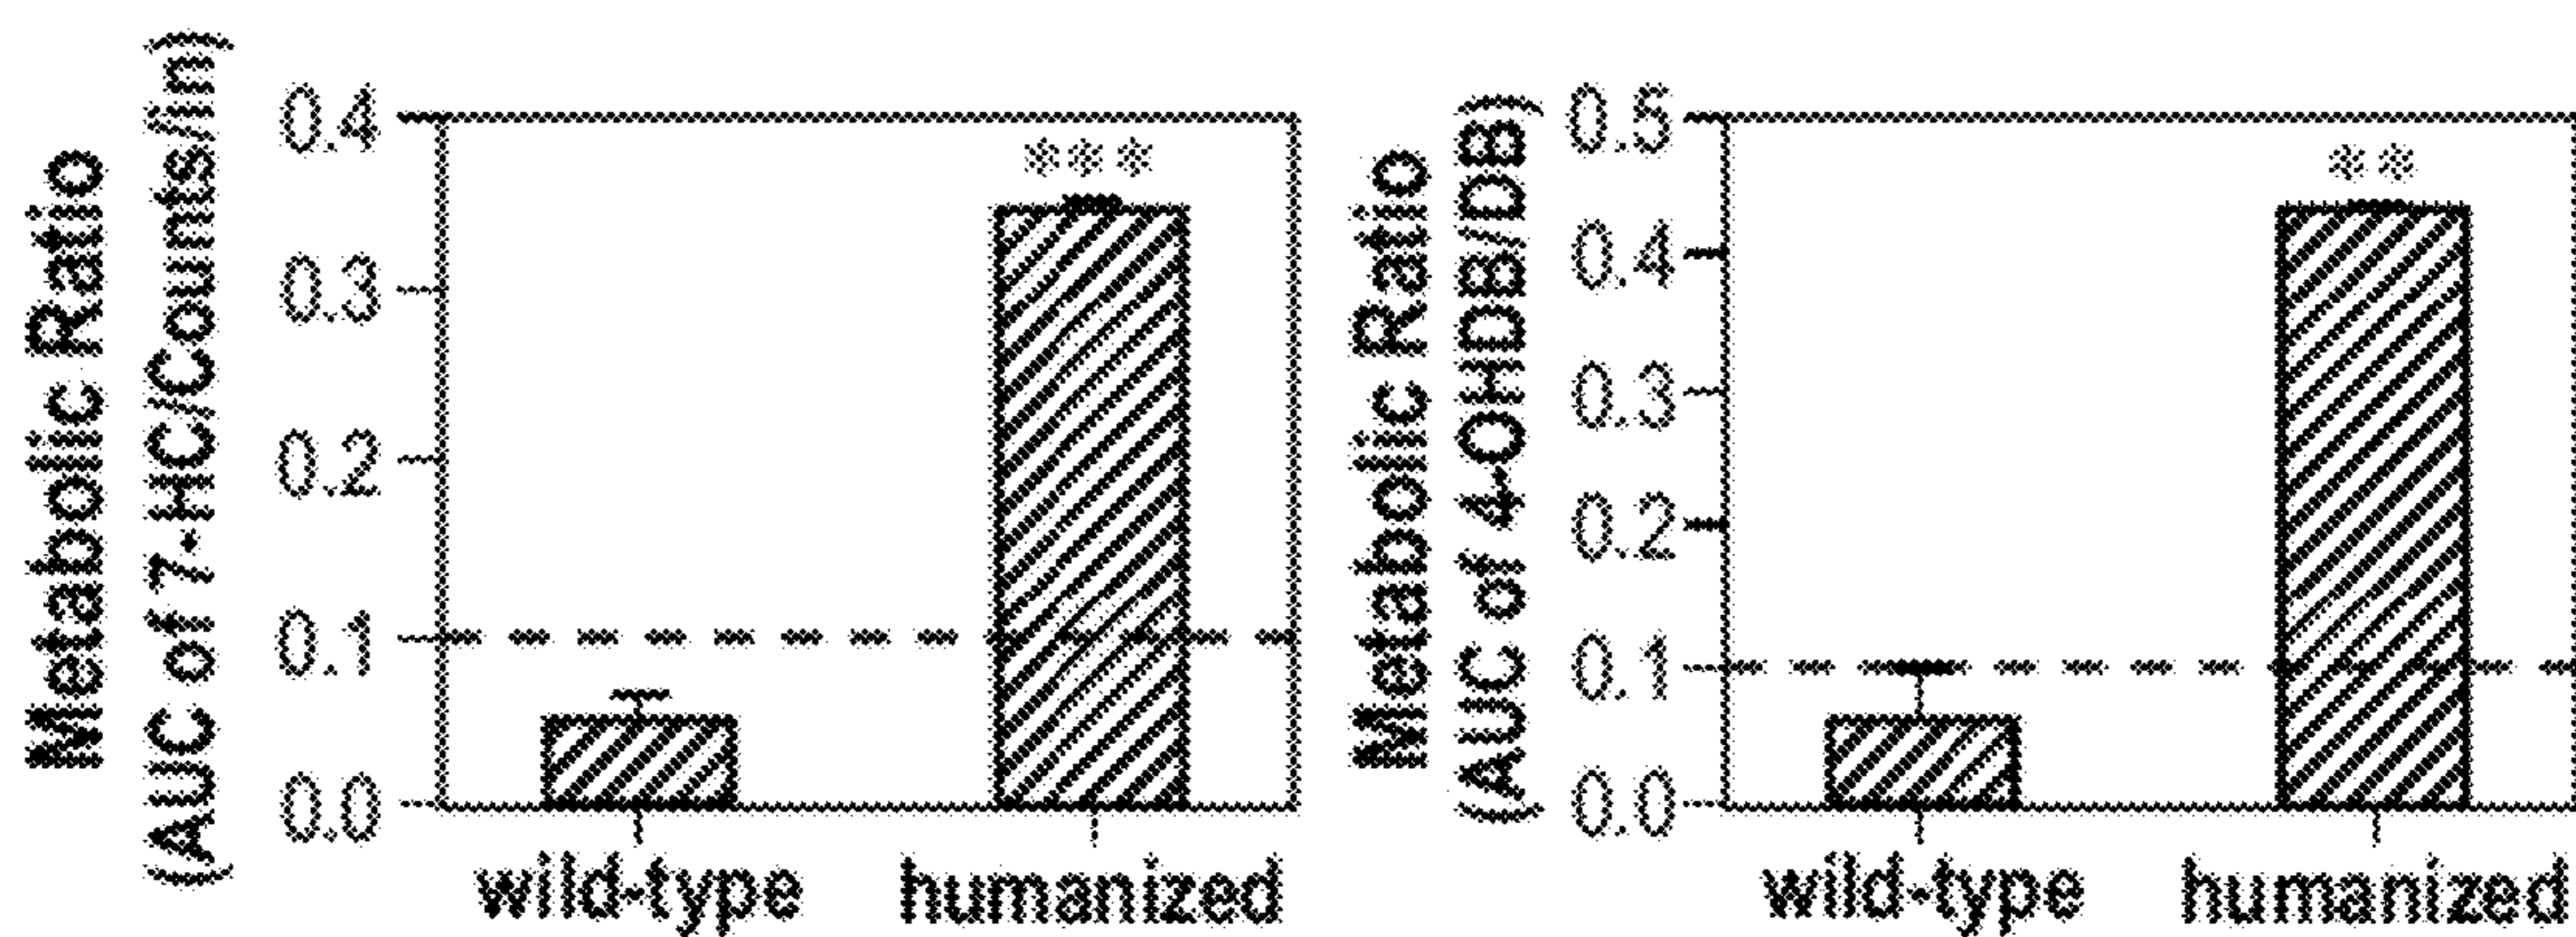 Metabolic Ratio
(AUC of 7-HC/Counts/in)
0.4
0.3
0.2
0.1
0.0
***
wild-type humanized
Metabolic Ratio
(AUC of 4-OHDB/DB)
0.5
0.4
0.3
0.2
0.1
0.0
**
wild-type humanized